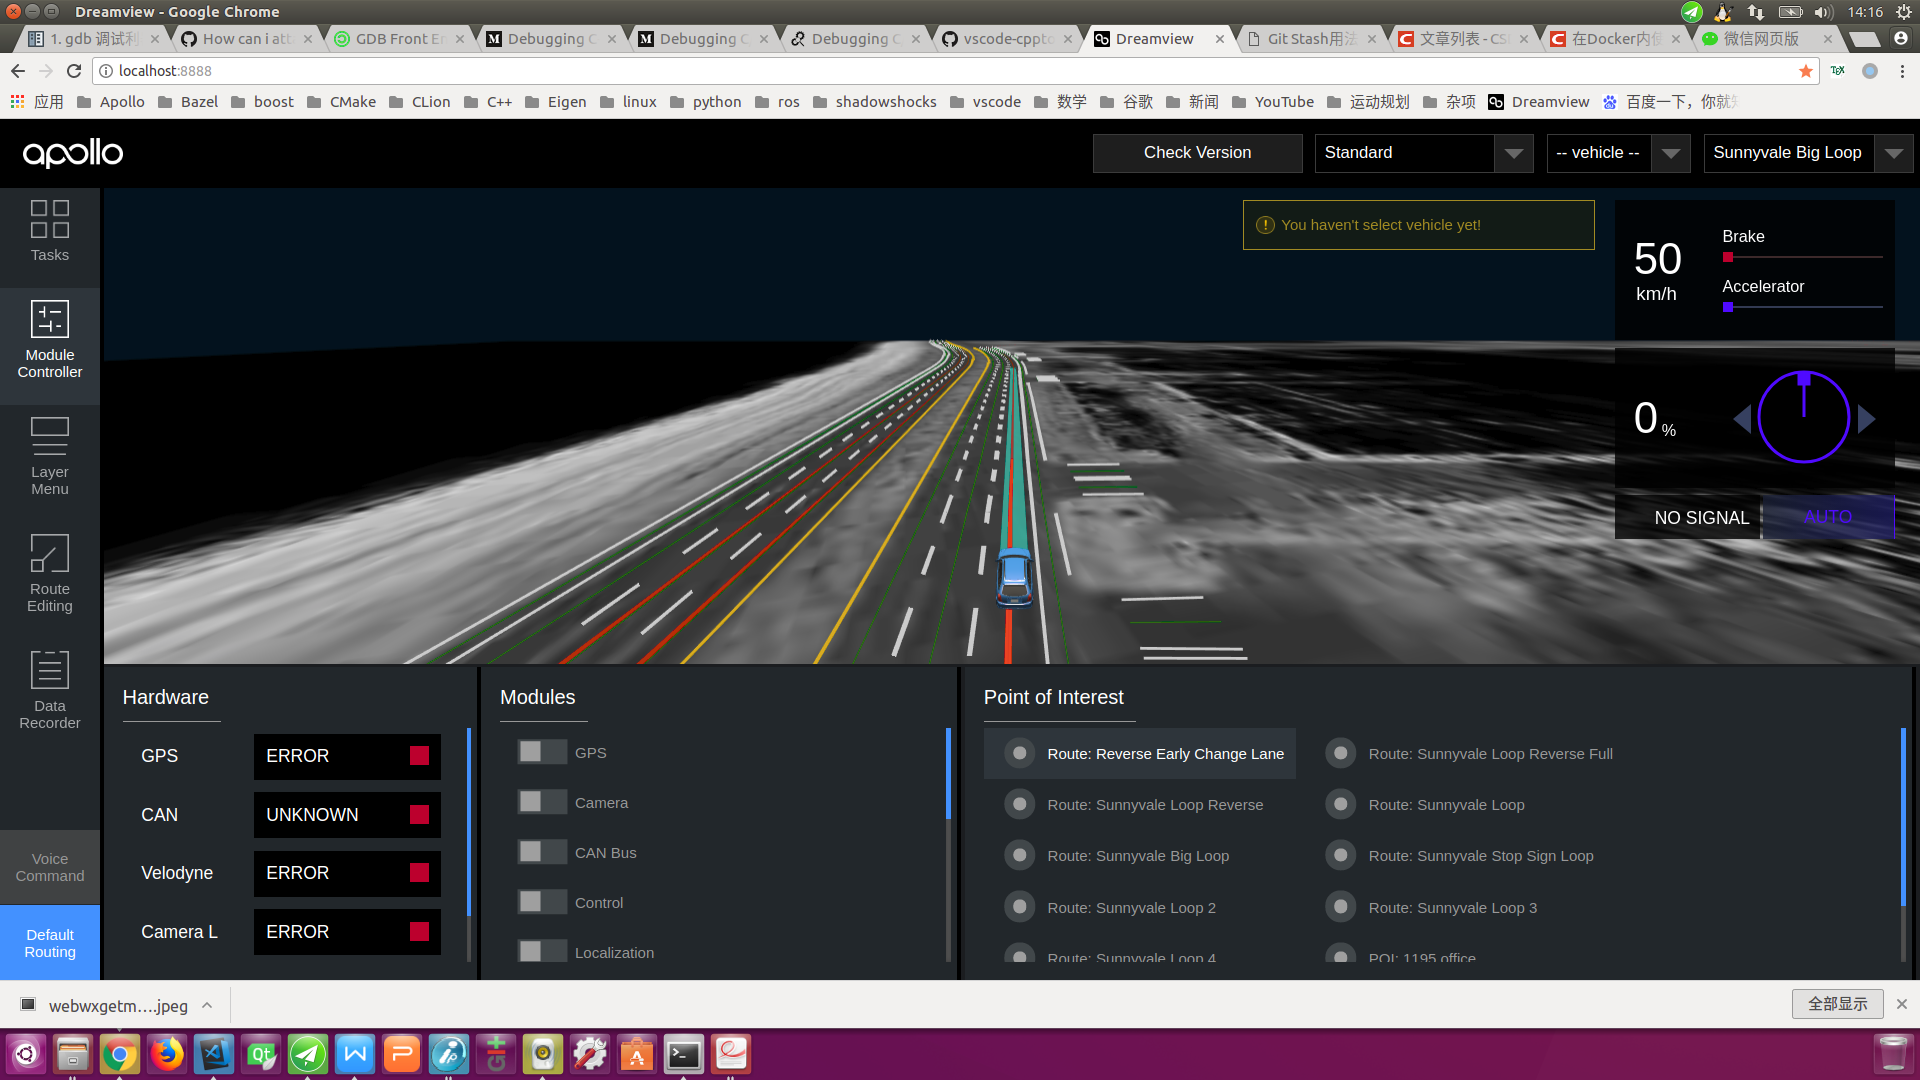 Dreamview - Google Chrome
14:16
1. gdb 调试利
How can i atta
GDB Front En
Debugging C
Debugging C
Debugging C
vscode-cppto
Dreamview
Git Stash用法
文章列表 - CS
在Docker内使
微信网页版
localhost:8888
应用
Apollo
Bazel
boost
CMake
CLion
C++
Eigen
linux
python
ros
shadowshocks
vscode
数学
谷歌
新闻
YouTube
运动规划
杂项
Dreamview
百度一下，你就知
apollo
Check Version
Standard
-- vehicle --
Sunnyvale Big Loop
Tasks
Module
Controller
Layer
Menu
Route
Editing
Data
Recorder
Voice
Command
Default
Routing
You haven't select vehicle yet!
50
km/h
Brake
Accelerator
0 %
NO SIGNAL
AUTO
Hardware
GPS
ERROR
CAN
UNKNOWN
Velodyne
ERROR
Camera L
ERROR
Modules
GPS
Camera
CAN Bus
Control
Localization
Point of Interest
Route: Reverse Early Change Lane
Route: Sunnyvale Loop Reverse Full
Route: Sunnyvale Loop Reverse
Route: Sunnyvale Loop
Route: Sunnyvale Big Loop
Route: Sunnyvale Stop Sign Loop
Route: Sunnyvale Loop 2
Route: Sunnyvale Loop 3
Route: Sunnyvale Loop 4
POI: 1195 office
webwxgetm....jpeg
全部显示